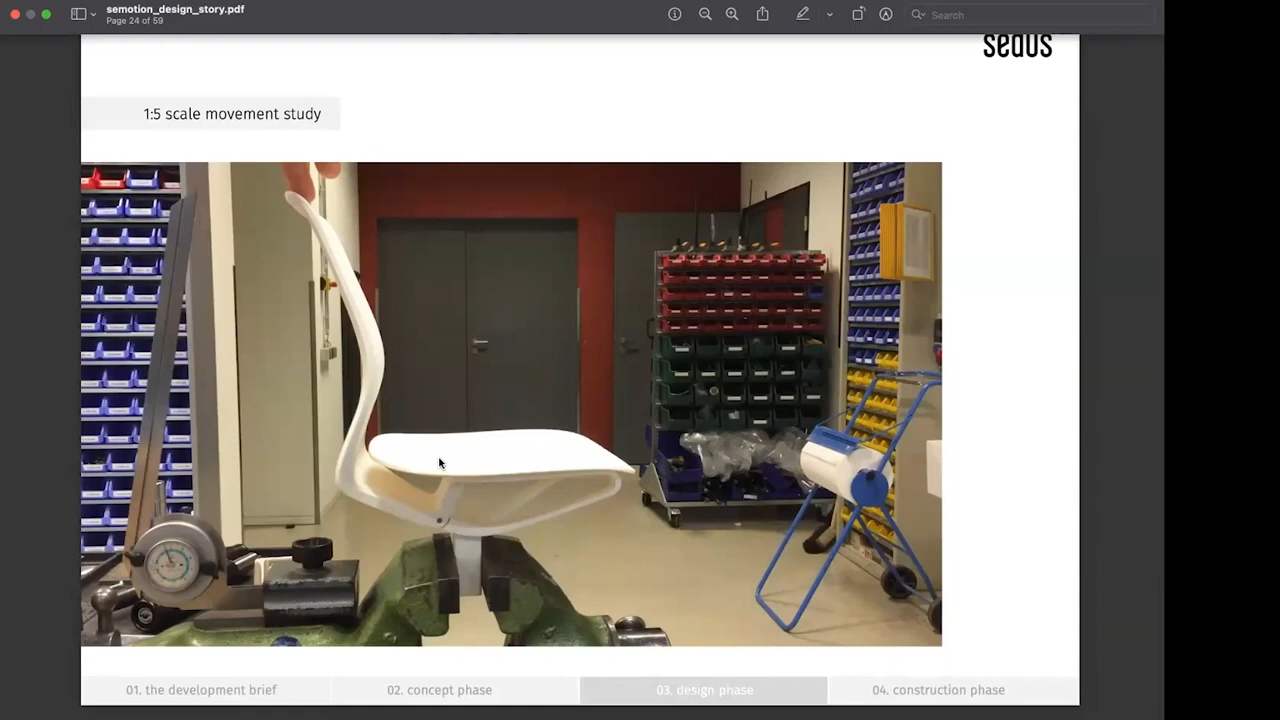 semotion_design_story.pdf
Page 24 of 59
Search
sedus
1:5 scale movement study
01. the development brief
02. concept phase
03. design phase
04. construction phase